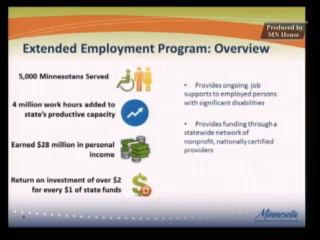 Produced by
MN House
Extended Employment Program: Overview
5,000 Minnesotans Served
4 million work hours added to
state's productive capacity
Earned $28 million in personal
income
Return on investment of over $2
for every $1 of state funds
• Provides ongoing job
supports to employed persons
with significant disabilities
• Provides funding through a
statewide network of
nonprofit, nationally certified
providers
Minnesota